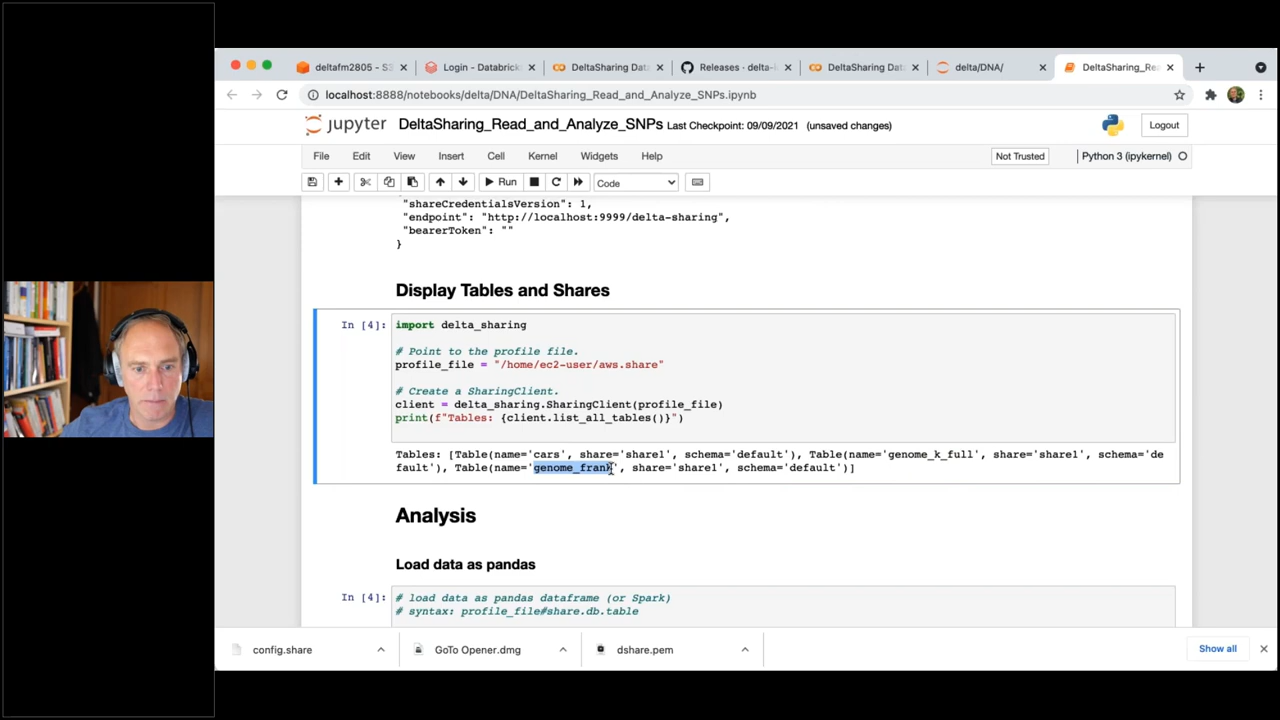 deltafm2805 - S3
Login - Databrick
DeltaSharing Data
Releases · delta-
DeltaSharing Data
delta/DNA/
DeltaSharing_Rea
localhost:8888/notebooks/delta/DNA/DeltaSharing_Read_and_Analyze_SNPs.ipynb
jupyter DeltaSharing_Read_and_Analyze_SNPs Last Checkpoint: 09/09/2021 (unsaved changes) Logout
File Edit View Insert Cell Kernel Widgets Help Not Trusted Python 3 (ipykernel)
Run Code
"shareCredentialsVersion": 1,
"endpoint": "http://localhost:9999/delta-sharing",
"bearerToken": ""
}
Display Tables and Shares
In [4]: import delta_sharing
# Point to the profile file.
profile_file = "/home/ec2-user/aws.share"
# Create a SharingClient.
client = delta_sharing.SharingClient(profile_file)
print(f"Tables: {client.list_all_tables()}")
Tables: [Table(name='cars', share='share1', schema='default'), Table(name='genome_k_full', share='share1', schema='de
fault'), Table(name='genome_frank', share='share1', schema='default')]
Analysis
Load data as pandas
In [4]: # load data as pandas dataframe (or Spark)
# syntax: profile_file#share.db.table
config.share
GoTo Opener.dmg
dshare.pem
Show all